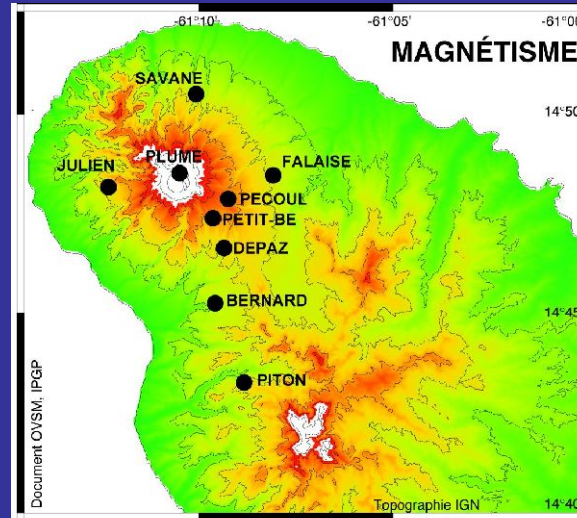 -61°10'
-61°05'
-61°0
MAGNÉTISME
SAVANE
14°50
PLUME
JULIEN
FALAISE
PECOUL
PETIT-BE
DEPAZ
BERNARD
14°45
PITON
Document OVSM, IPGP
Topographie IGN
14°40